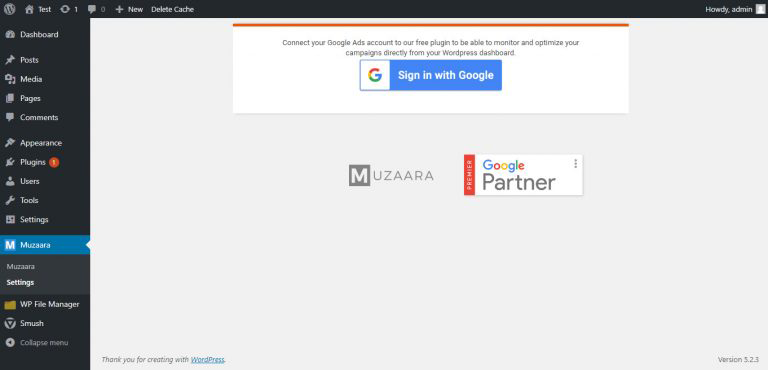 Test 1 0 New Delete Cache Howdy, admin
Dashboard
Posts
Media
Pages
Comments
Appearance
Plugins 1
Users
Tools
Settings
M Muzaara
Muzaara
Settings
WP File Manager
Smush
Collapse menu
Connect your Google Ads account to our free plugin to be able to monitor and optimize your
campaigns directly from your Wordpress dashboard.
G Sign in with Google
MUZAARA
PREMIER
Google
Partner
Thank you for creating with WordPress.
Version 5.2.3